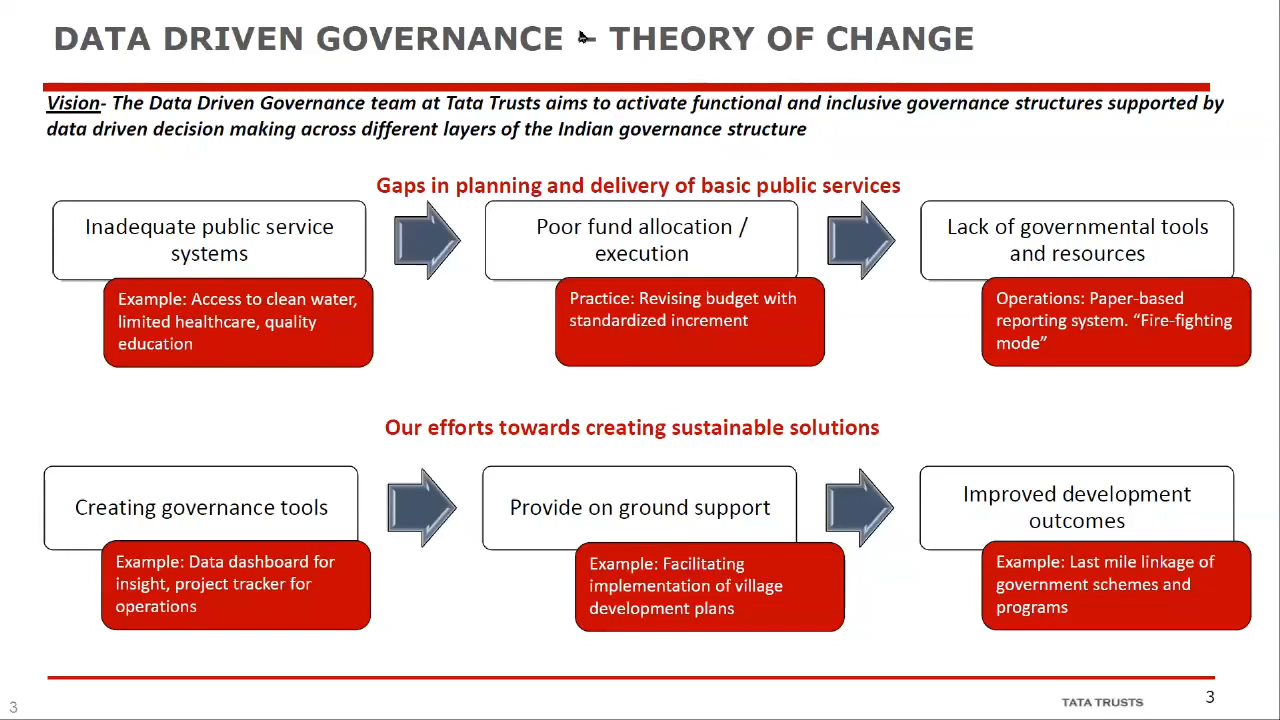 DATA DRIVEN GOVERNANCE - THEORY OF CHANGE
Vision- The Data Driven Governance team at Tata Trusts aims to activate functional and inclusive governance structures supported by
data driven decision making across different layers of the Indian governance structure
Gaps in planning and delivery of basic public services
Inadequate public service
systems
Example: Access to clean water,
limited healthcare, quality
education
Poor fund allocation /
execution
Practice: Revising budget with
standardized increment
Lack of governmental tools
and resources
Operations: Paper-based
reporting system. “Fire-fighting
mode”
Our efforts towards creating sustainable solutions
Creating governance tools
Example: Data dashboard for
insight, project tracker for
operations
Provide on ground support
Example: Facilitating
implementation of village
development plans
Improved development
outcomes
Example: Last mile linkage of
government schemes and
programs
TATA TRUSTS
3
3